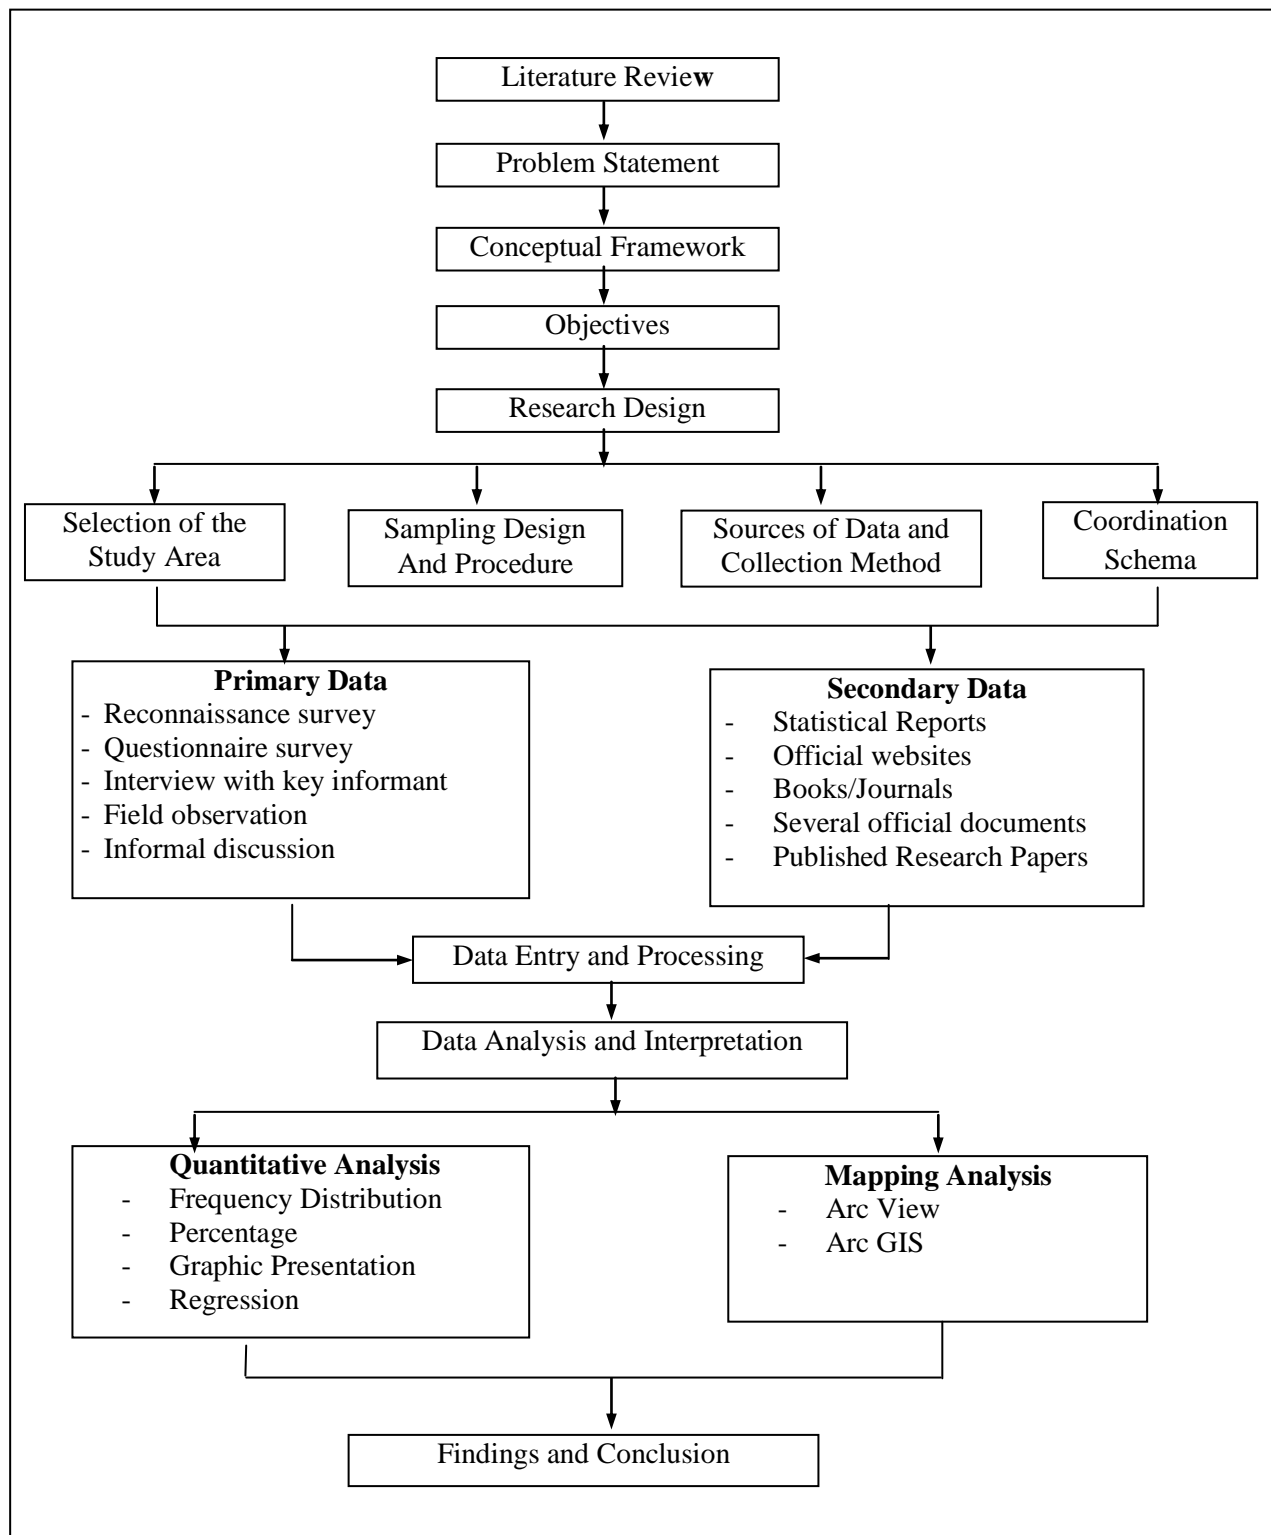 Literature Review
Problem Statement
Conceptual Framework
Objectives
Research Design
Selection of the
Study Area
Sampling Design
And Procedure
Sources of Data and
Collection Method
Coordination
Schema
Primary Data
- Reconnaissance survey
- Questionnaire survey
- Interview with key informant
- Field observation
- Informal discussion
Secondary Data
- Statistical Reports
- Official websites
- Books/Journals
- Several official documents
- Published Research Papers
Data Entry and Processing
Data Analysis and Interpretation
Quantitative Analysis
- Frequency Distribution
- Percentage
- Graphic Presentation
- Regression
Mapping Analysis
- Arc View
- Arc GIS
Findings and Conclusion